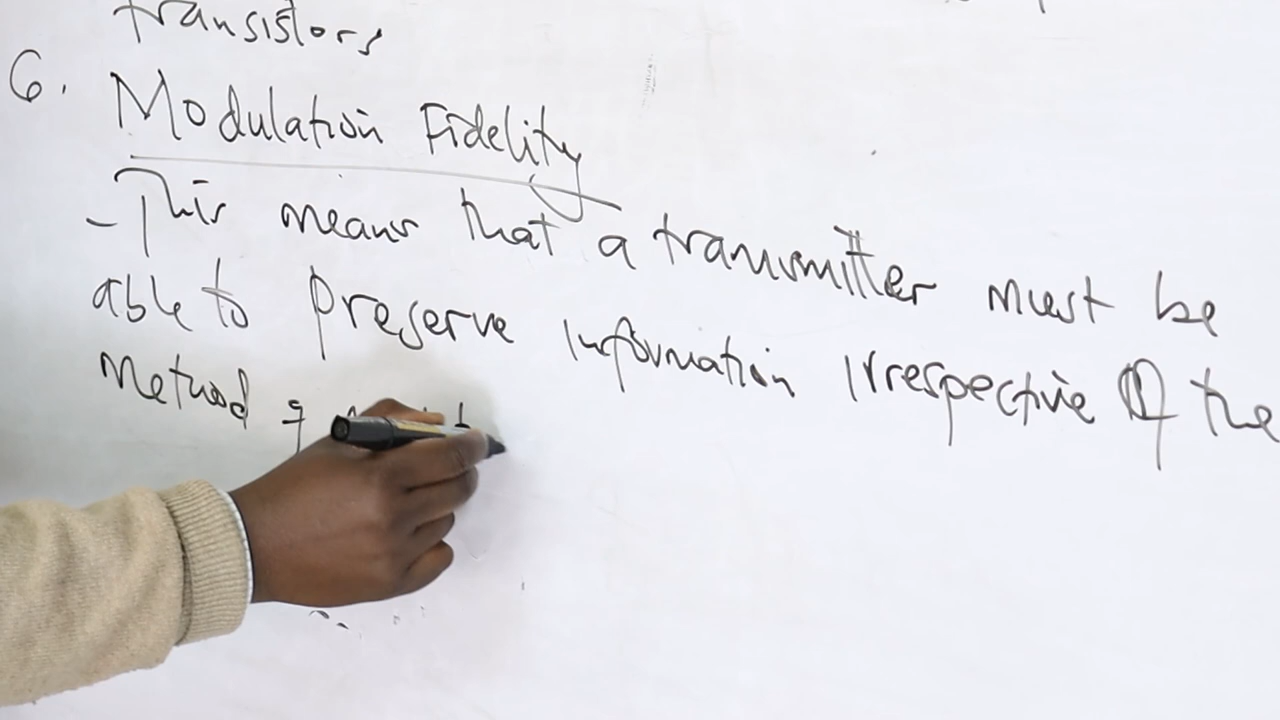 transistors
6. Modulation Fidelity
- This means that a transmitter must be
able to preserve information irrespective of the
Method of